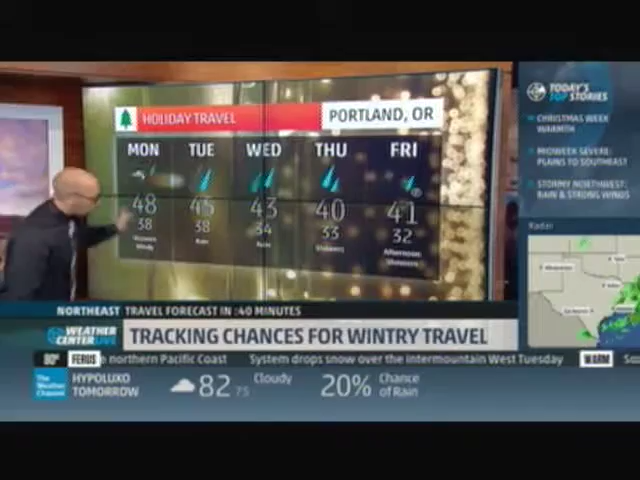 HOLIDAY TRAVEL
PORTLAND, OR
MON TUE WED THU FRI
48 45 43 40 41
38 38 34 33 32
Rain Showers Afternoon
Windy Showers
TODAY'S
TOP STORIES
CHRISTMAS WEEK
WARMTH
MIDWEEK SEVERE:
PLAINS TO SOUTHEAST
STORMY NORTHWEST:
RAIN & STRONG WINDS
Radar
NORTHEAST TRAVEL FORECAST IN :40 MINUTES
WEATHER
CENTER LIVE
TRACKING CHANCES FOR WINTRY TRAVEL
80° FERUS e northern Pacific Coast System drops snow over the Intermountain West Tuesday WARM
The
Weather
Channel
HYPOLUXO
TOMORROW
82 75
Cloudy
20%
Chance
of Rain